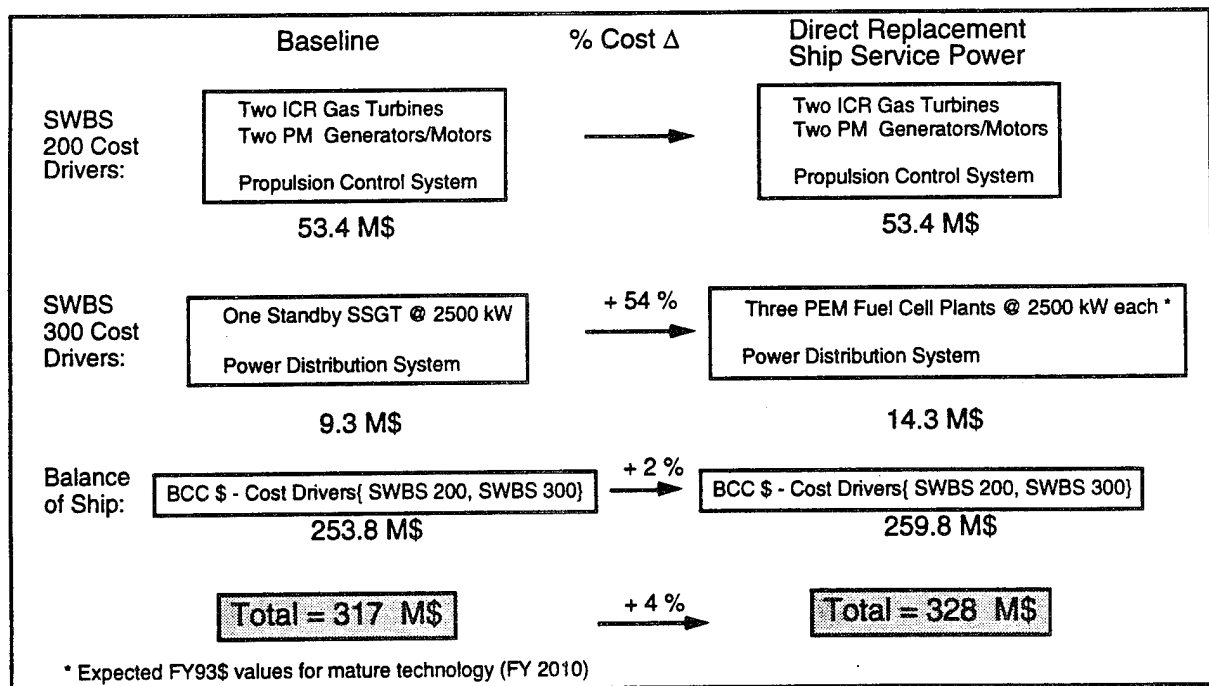 Baseline
% Cost Δ
Direct Replacement
Ship Service Power
SWBS
200 Cost
Drivers:
Two ICR Gas Turbines
Two PM Generators/Motors
Propulsion Control System
53.4 M$
Two ICR Gas Turbines
Two PM Generators/Motors
Propulsion Control System
53.4 M$
SWBS
300 Cost
Drivers:
One Standby SSGT @ 2500 kW
Power Distribution System
9.3 M$
+ 54 %
Three PEM Fuel Cell Plants @ 2500 kW each *
Power Distribution System
14.3 M$
Balance
of Ship:
BCC $ - Cost Drivers{ SWBS 200, SWBS 300}
253.8 M$
+ 2 %
BCC $ - Cost Drivers{ SWBS 200, SWBS 300}
259.8 M$
Total = 317 M$
+ 4 %
Total = 328 M$
* Expected FY93$ values for mature technology (FY 2010)